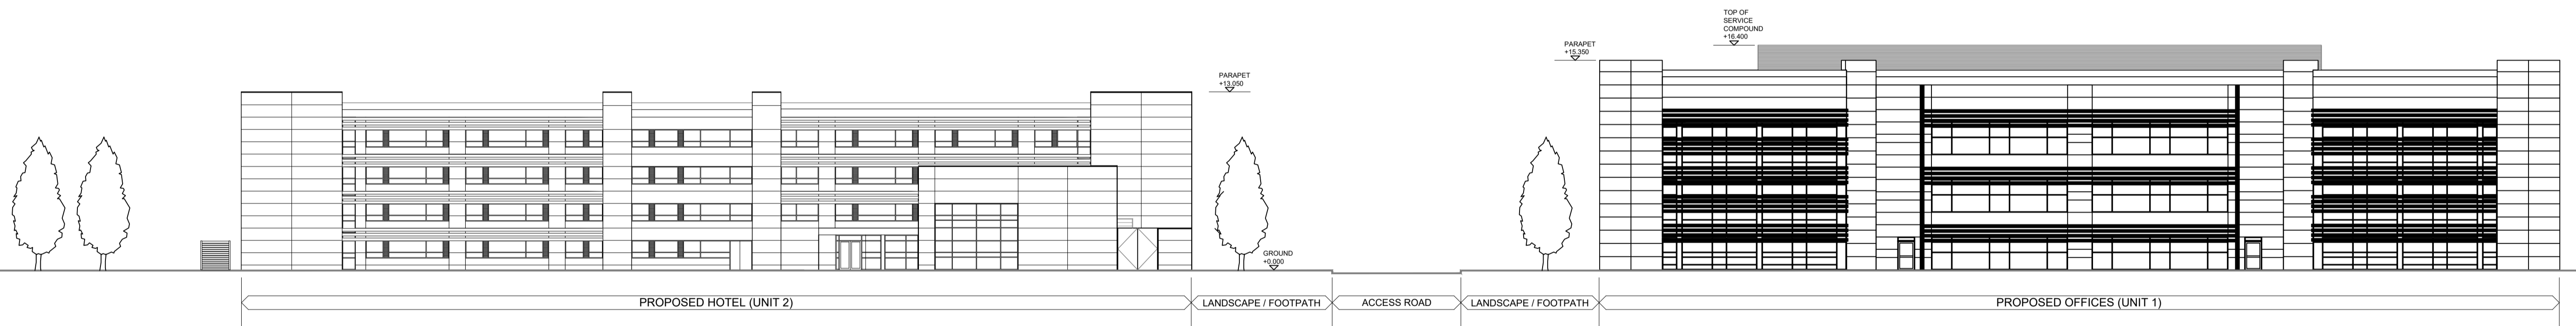 TOP OF
SERVICE
COMPOUND
+16.400
PARAPET
+15.350
PARAPET
+13.050
GROUND
+0.000
PROPOSED HOTEL (UNIT 2)
LANDSCAPE / FOOTPATH
ACCESS ROAD
LANDSCAPE / FOOTPATH
PROPOSED OFFICES (UNIT 1)